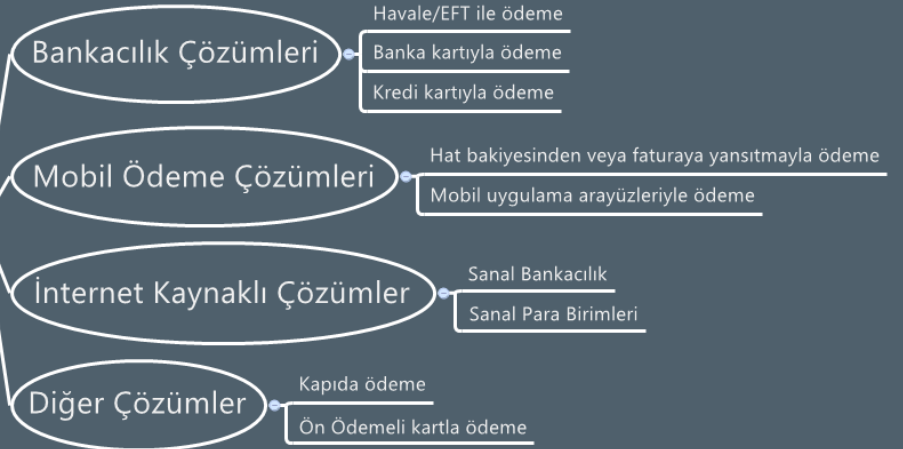 Bankacılık Çözümleri
Havale/EFT ile ödeme
Banka kartıyla ödeme
Kredi kartıyla ödeme
Mobil Ödeme Çözümleri
Hat bakiyesinden veya faturaya yansıtmayla ödeme
Mobil uygulama arayüzleriyle ödeme
İnternet Kaynaklı Çözümler
Sanal Bankacılık
Sanal Para Birimleri
Diğer Çözümler
Kapıda ödeme
Ön Ödemeli kartla ödeme